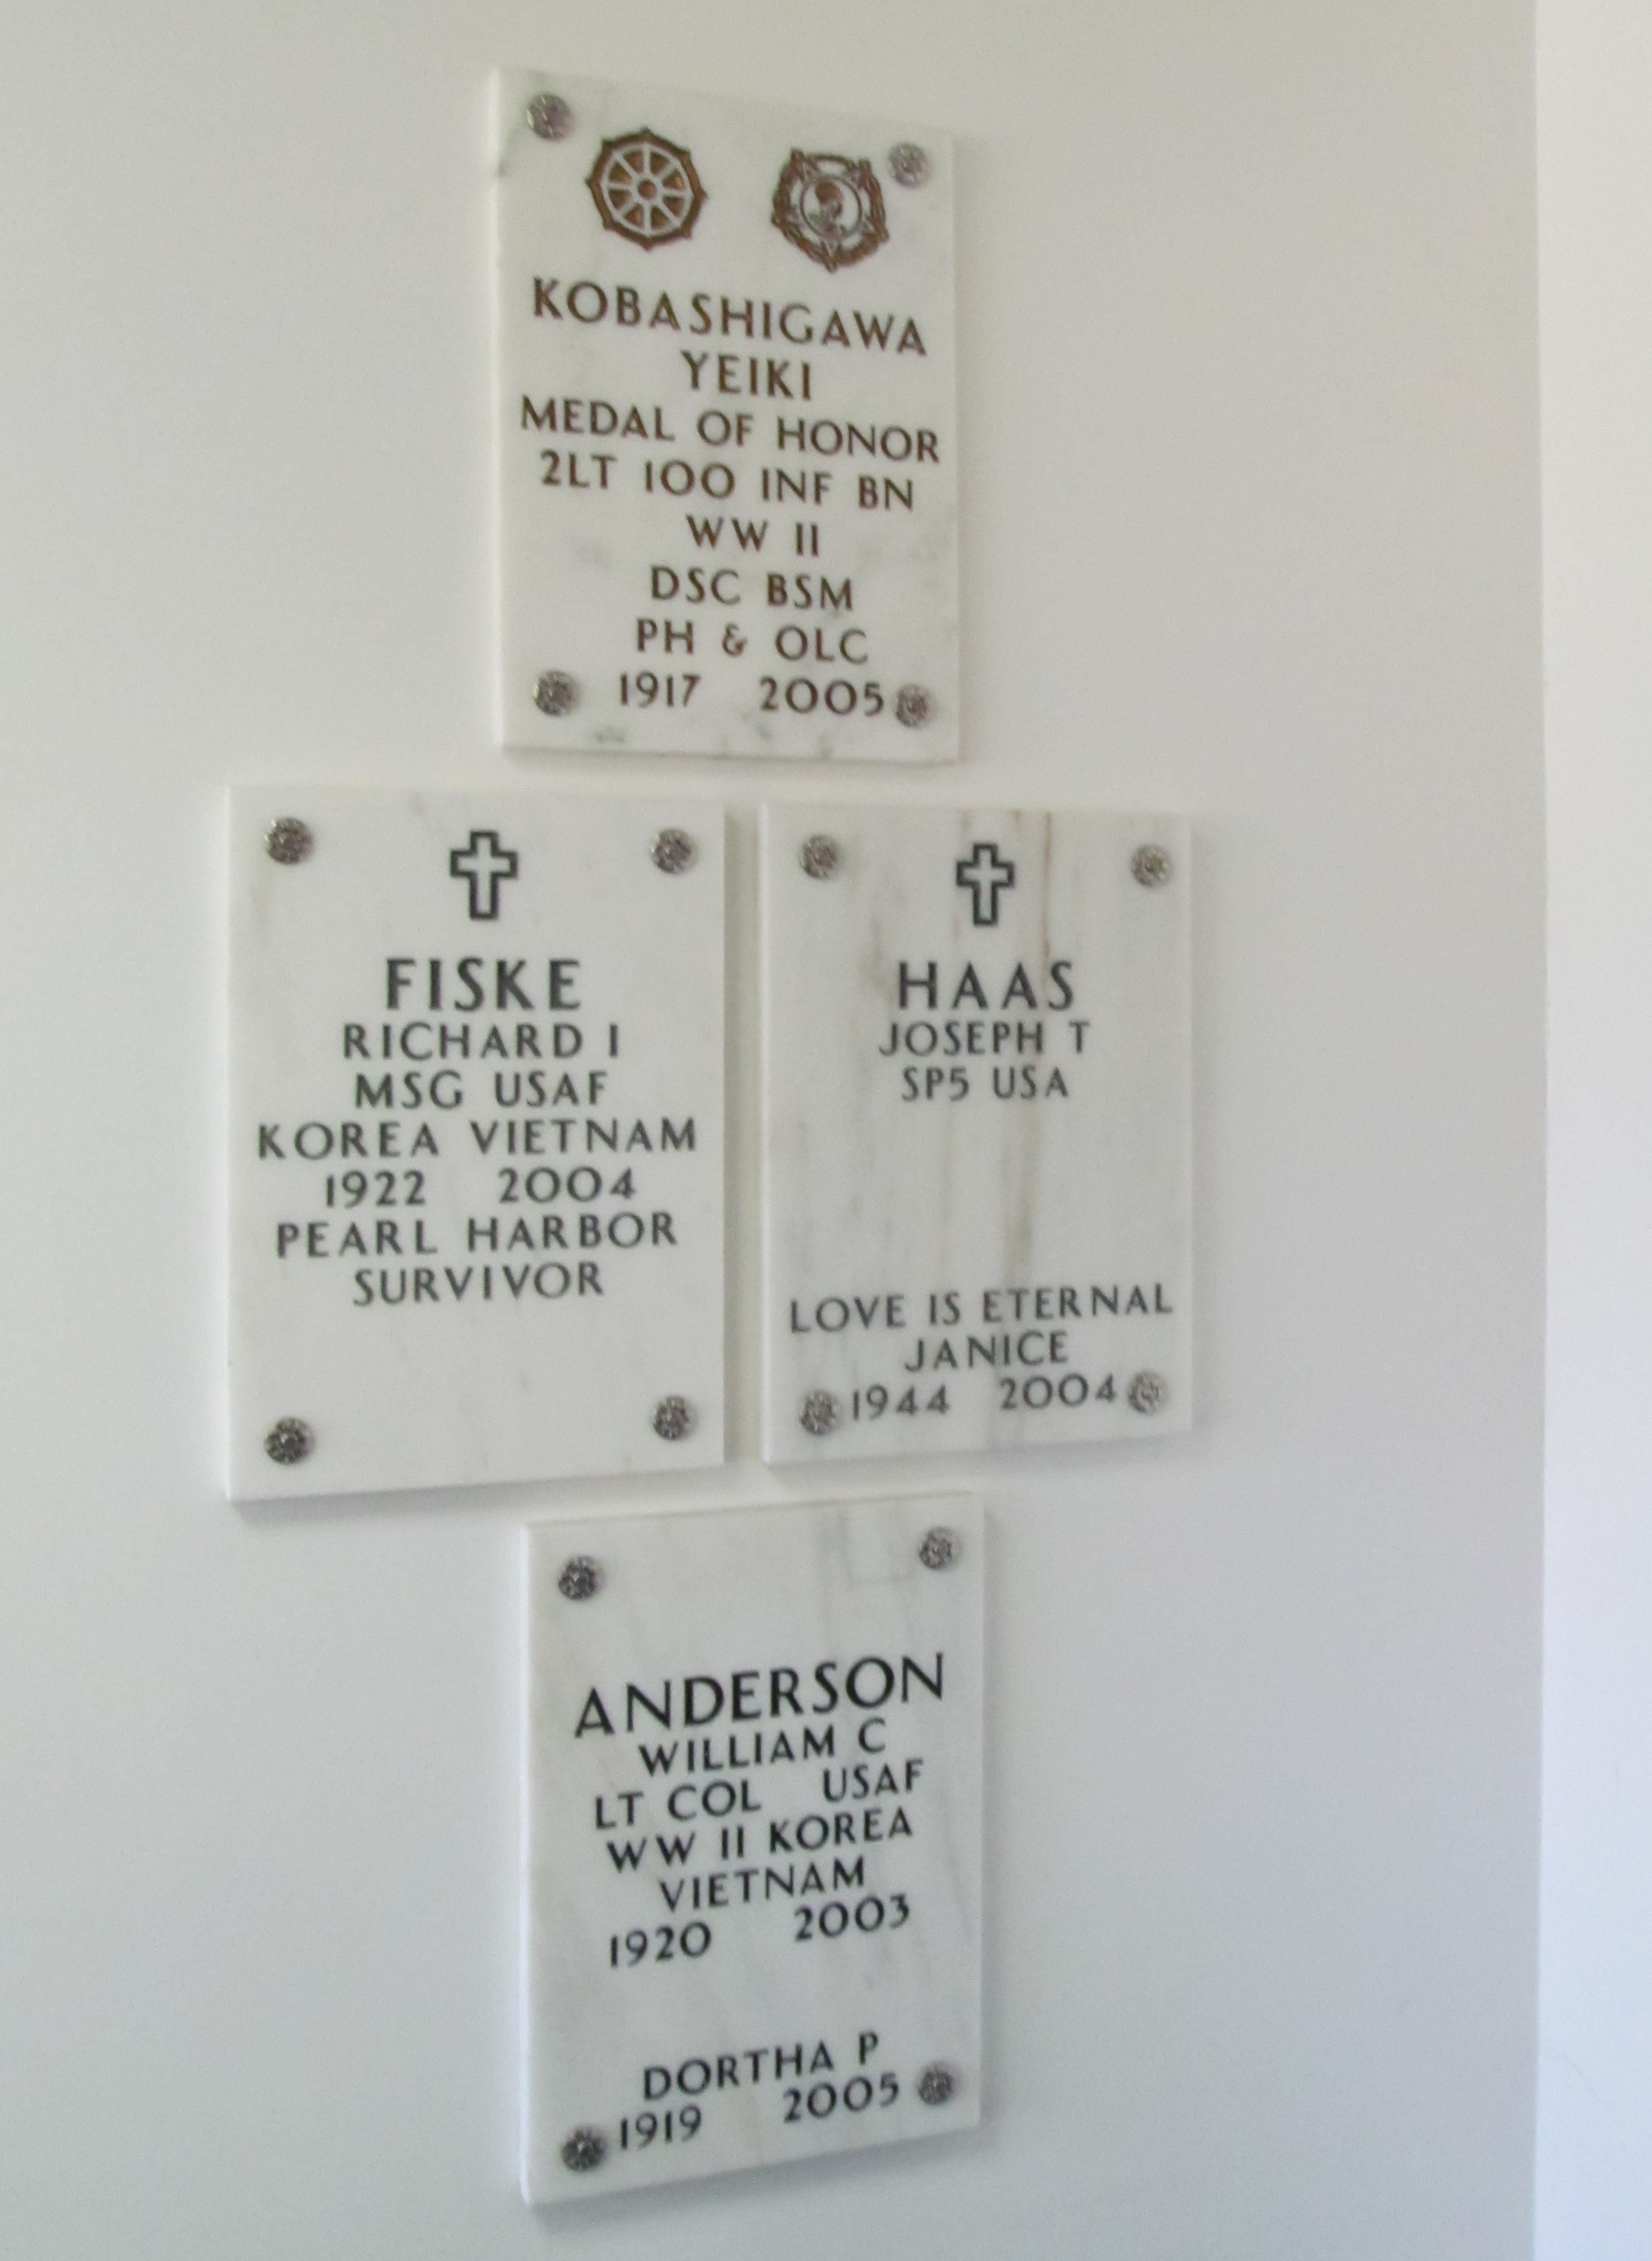 KOBASHIGAWA
YEIKI
MEDAL OF HONOR
2LT 100 INF BN
WW II
DSC BSM
PH & OLC
1917 2005
FISKE
RICHARD I
MSG USAF
KOREA VIETNAM
1922 2004
PEARL HARBOR
SURVIVOR
HAAS
JOSEPH T
SP5 USA
LOVE IS ETERNAL
JANICE
1944 2004
ANDERSON
WILLIAM C
LT COL USAF
WW II KOREA
VIETNAM
1920 2003
DORTHA P
1919 2005